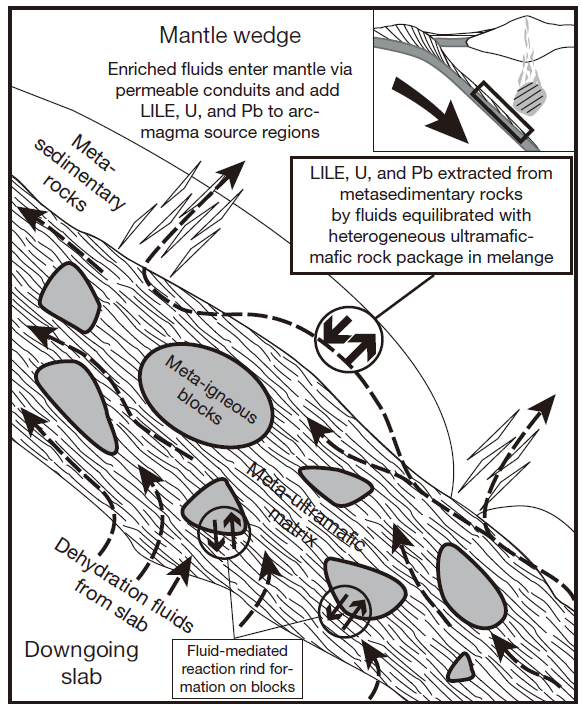 Mantle wedge
Enriched fluids enter mantle via
permeable conduits and add
LILE, U, and Pb to arc-
magma source regions
Meta-
sedimentary
rocks
LILE, U, and Pb extracted from
metasedimentary rocks
by fluids equilibrated with
heterogeneous ultramafic-
mafic rock package in melange
Meta-igneous
blocks
Meta-ultramafic
matrix
Dehydration fluids
from slab
Downgoing
slab
Fluid-mediated
reaction rind for-
mation on blocks